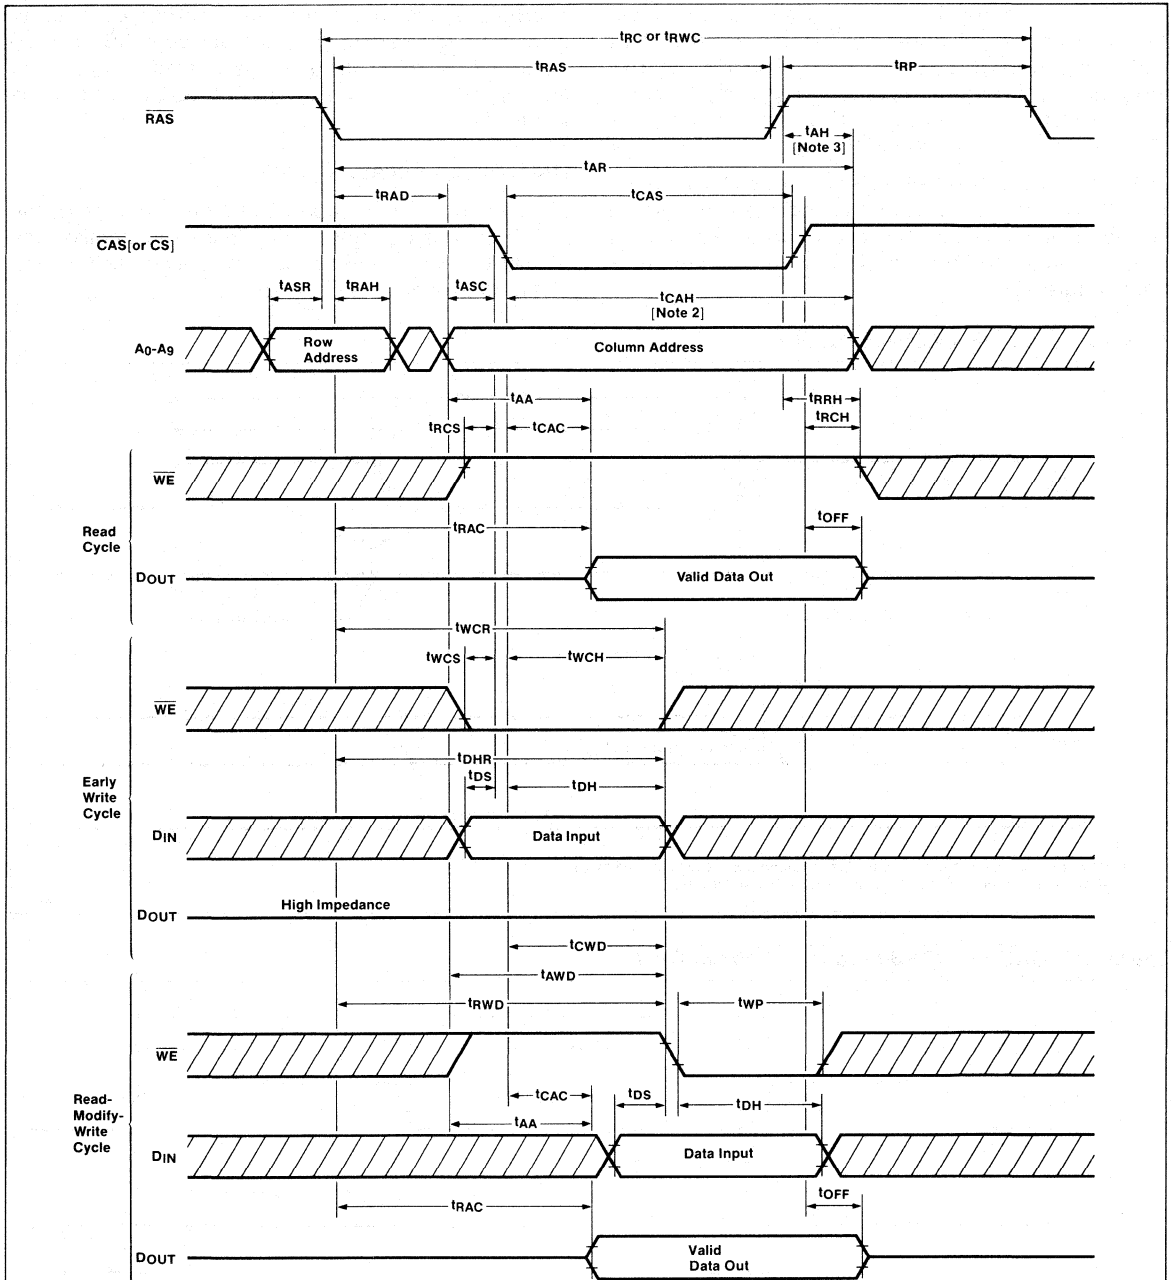 tRC or tRWC
tRAS
tRP
RAS
tAH
[Note 3]
tAR
tRAD
tCAS
CAS[or CS]
tASR
tRAH
tASC
tCAH
[Note 2]
A0-A9
Row
Address
Column Address
tAA
tRRH
tRCS
tCAC
tRCH
WE
tRAC
tOFF
Read
Cycle
DOUT
Valid Data Out
tWCR
tWCS
tWCH
WE
tDHR
tDS
tDH
Early
Write
Cycle
DIN
Data Input
DOUT
High Impedance
tCWD
tAWD
tRWD
tWP
WE
tCAC
tDS
tDH
tAA
Read-
Modify-
Write
Cycle
DIN
Data Input
tRAC
tOFF
DOUT
Valid
Data Out